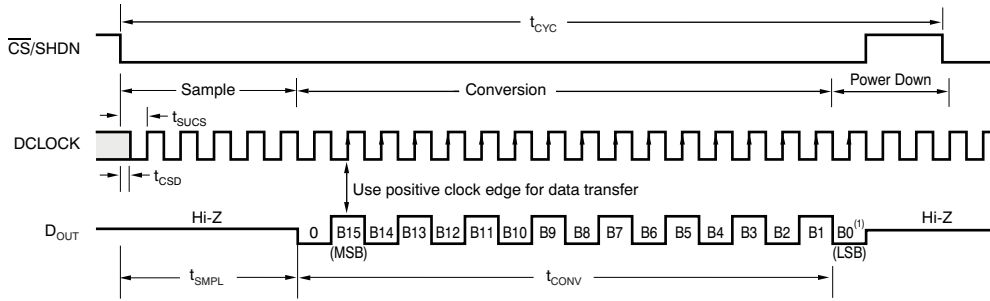 tCYC
CS/SHDN
Sample
Conversion
Power Down
tSUCS
DCLOCK
tCSD
Use positive clock edge for data transfer
Hi-Z
DOUT
0 B15 B14 B13 B12 B11 B10 B9 B8 B7 B6 B5 B4 B3 B2 B1 B0(1)
Hi-Z
(MSB)
(LSB)
tSMPL
tCONV